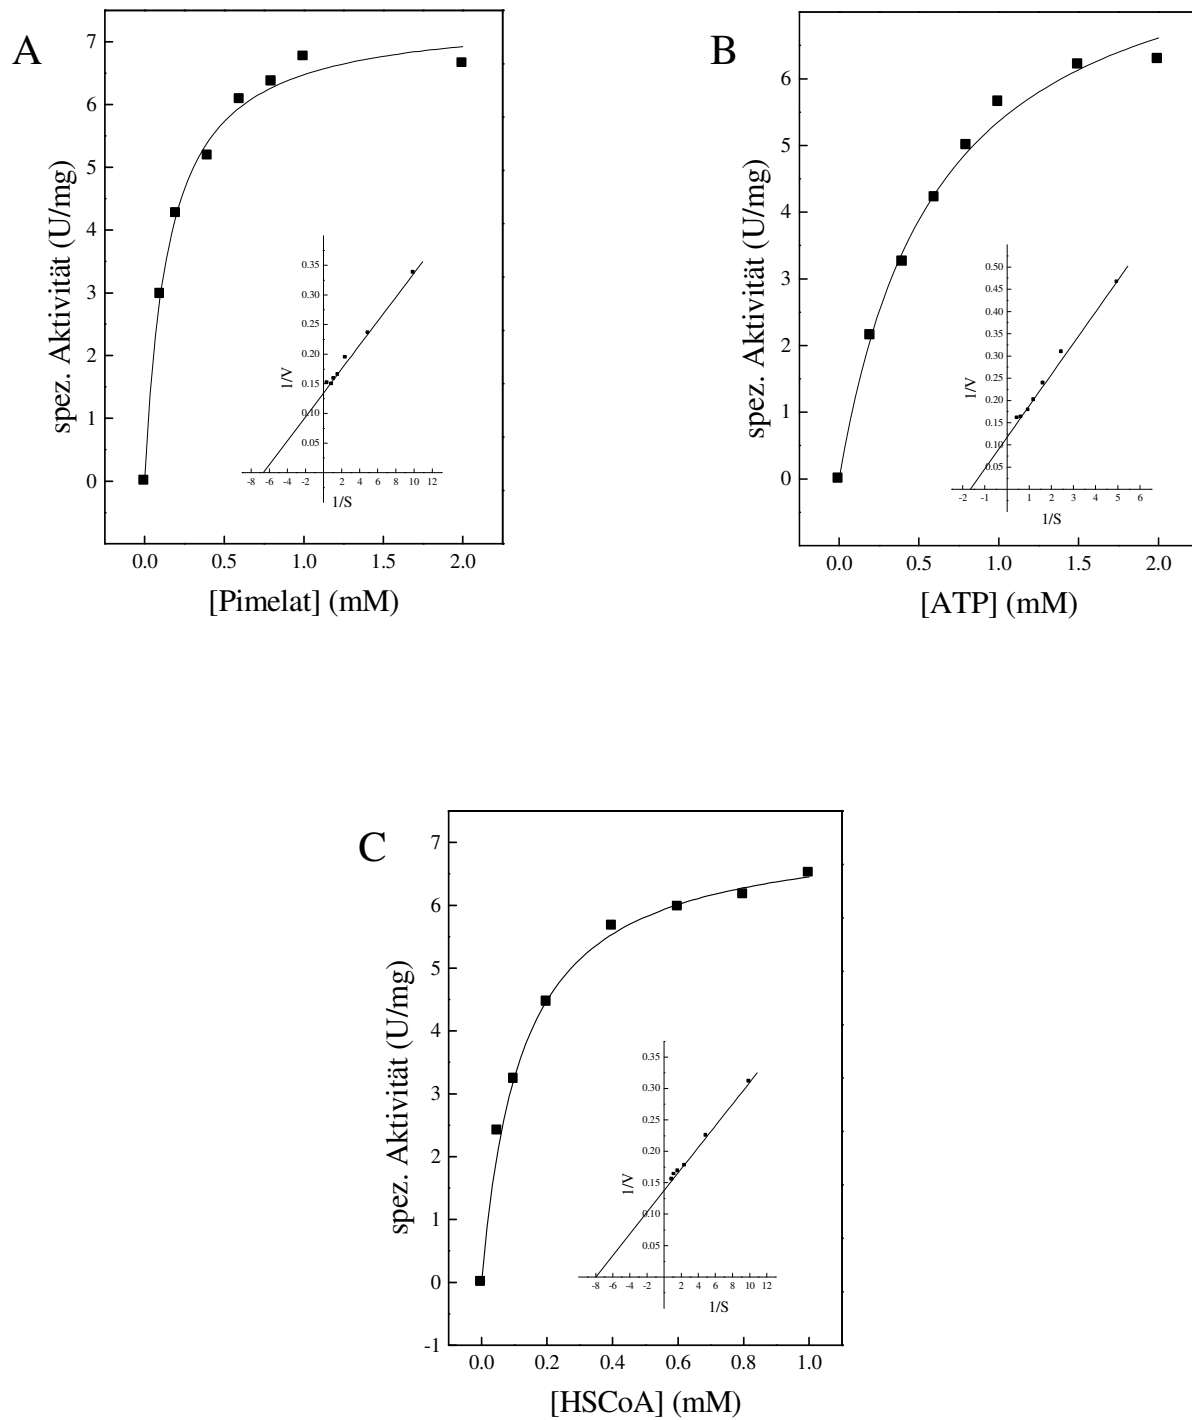 A
B
7
6
5
4
3
2
1
0
spez. Aktivität (U/mg)
0.0 0.5 1.0 1.5 2.0
[Pimelat] (mM)
0.35
0.30
0.25
0.20
0.15
0.10
0.05
1/V
-8 -6 -4 -2 2 4 6 8 10 12
1/S
6
5
4
3
2
1
0
spez. Aktivität (U/mg)
0.0 0.5 1.0 1.5 2.0
[ATP] (mM)
0.50
0.45
0.40
0.35
0.30
0.25
0.20
0.15
0.10
0.05
1/V
-2 -1 1 2 3 4 5 6
1/S
C
7
6
5
4
3
2
1
0
-1
spez. Aktivität (U/mg)
0.0 0.2 0.4 0.6 0.8 1.0
[HSCoA] (mM)
0.35
0.30
0.25
0.20
0.15
0.10
0.05
1/V
-8 -6 -4 -2 2 4 6 8 10 12
1/S